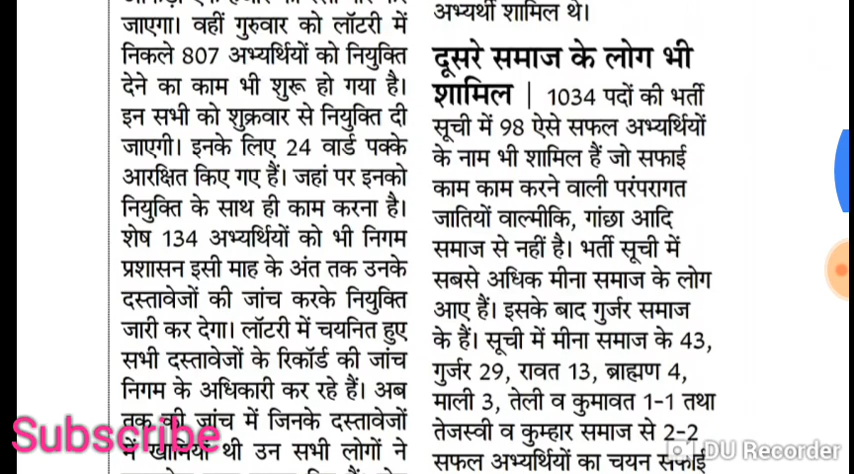 जाएगा। वहीं गुरुवार को लॉटरी में
निकले 807 अभ्यर्थियों को नियुक्ति
देने का काम भी शुरू हो गया है।
इन सभी को शुक्रवार से नियुक्ति दी
जाएगी। इनके लिए 24 वार्ड पक्के
आरक्षित किए गए हैं। जहां पर इनको
नियुक्ति के साथ ही काम करना है।
शेष 134 अभ्यर्थियों को भी निगम
प्रशासन इसी माह के अंत तक उनके
दस्तावेजों की जांच करके नियुक्ति
जारी कर देगा। लॉटरी में चयनित हुए
सभी दस्तावेजों के रिकॉर्ड की जांच
निगम के अधिकारी कर रहे हैं। अब
तक की जांच में जिनके दस्तावेजों
में थी उन सभी लोगों ने
अभ्यर्थी शामिल थे।
दूसरे समाज के लोग भी
शामिल | 1034 पदों की भर्ती
सूची में 98 ऐसे सफल अभ्यर्थियों
के नाम भी शामिल हैं जो सफाई
काम काम करने वाली परंपरागत
जातियों वाल्मीकि, गांछा आदि
समाज से नहीं है। भर्ती सूची में
सबसे अधिक मीना समाज के लोग
आए हैं। इसके बाद गुर्जर समाज
के हैं। सूची में मीना समाज के 43,
गुर्जर 29, रावत 13, ब्राह्मण 4,
माली 3, तेली व कुमावत 1-1 तथा
तेजस्वी व कुम्हार समाज से 2-2
सफल अभ्यर्थियों का चयन सफाई
Subscribe
DU Recorder